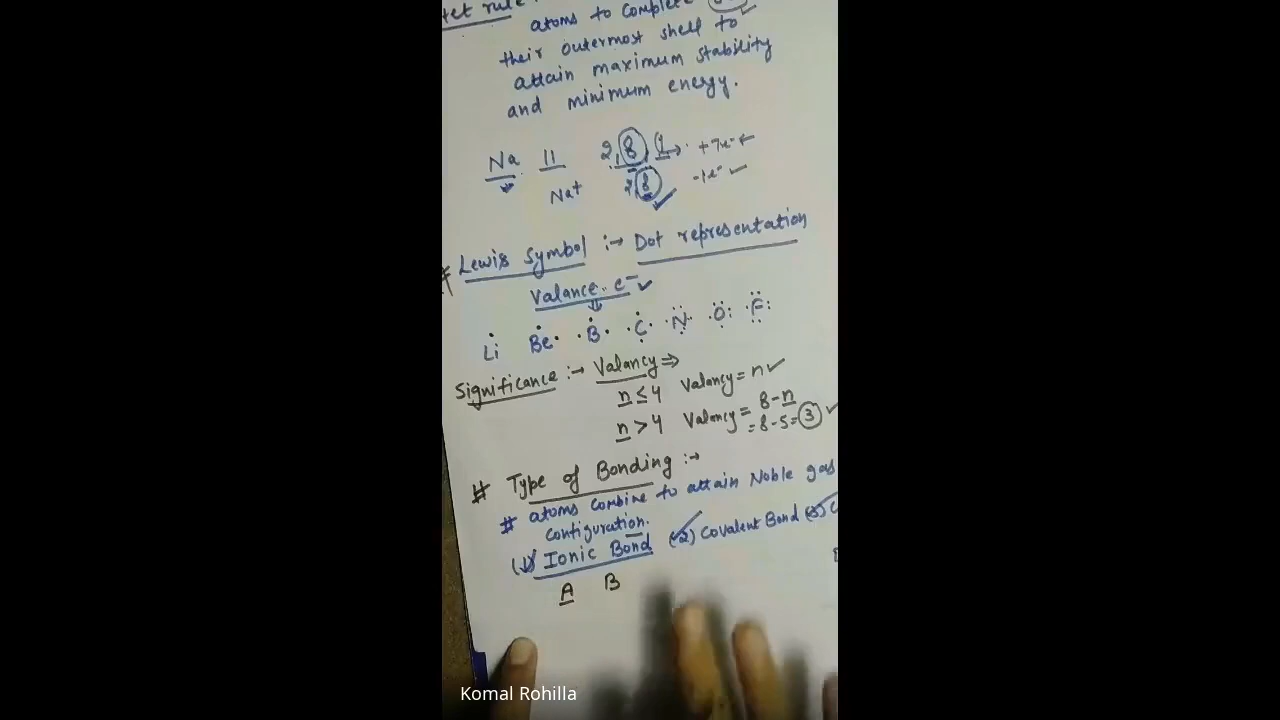 tet rule
atoms to complete
their outermost shell to
attain maximum stability
and minimum energy.
Na 11 2,8,1 +7e-
Na+ 2,8 -1e-
# Lewis Symbol :→ Dot representation
Valance e-
Li Be B C N O F
Significance :→ Valancy ⇒
n ≤ 4 Valancy = n
n > 4 Valancy = 8-n
= 8-5=3
# Type of Bonding :→
# atoms combine to attain Noble gas
configuration.
(1) Ionic Bond (2) Covalent Bond (3) C
A B
Komal Rohilla